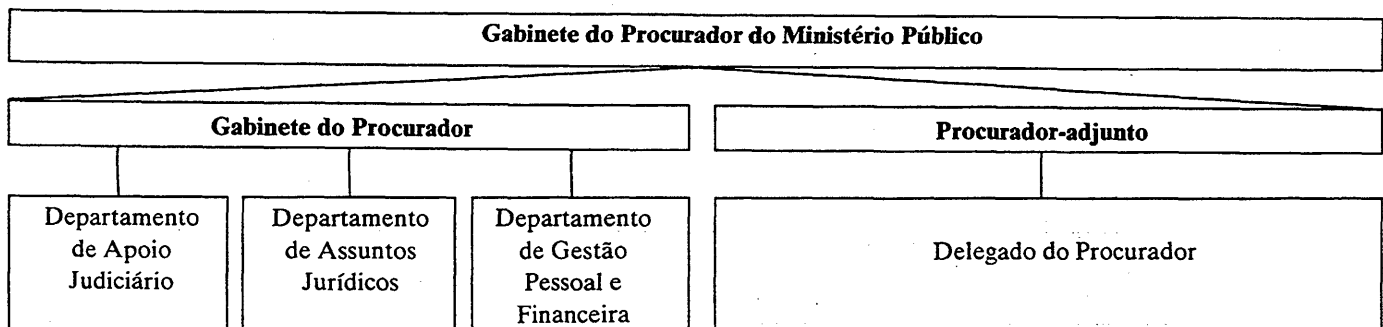 Gabinete do Procurador do Ministério Público
Gabinete do Procurador
Procurador-adjunto
Departamento
de Apoio
Judiciário
Departamento
de Assuntos
Jurídicos
Departamento
de Gestão
Pessoal e
Financeira
Delegado do Procurador